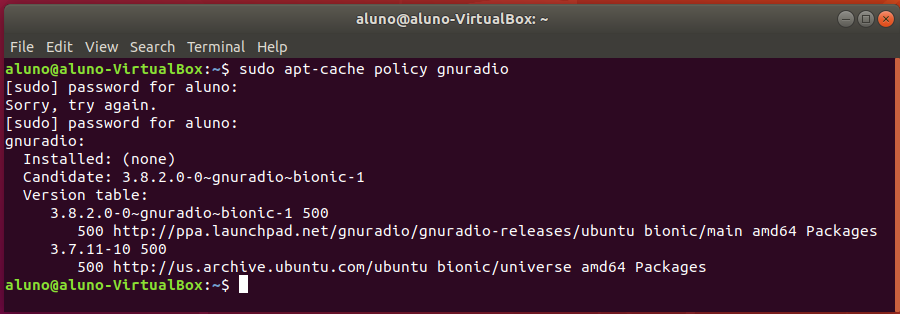 aluno@aluno-VirtualBox: ~
File Edit View Search Terminal Help
aluno@aluno-VirtualBox:~$ sudo apt-cache policy gnuradio
[sudo] password for aluno:
Sorry, try again.
[sudo] password for aluno:
gnuradio:
  Installed: (none)
  Candidate: 3.8.2.0-0~gnuradio~bionic-1
  Version table:
     3.8.2.0-0~gnuradio~bionic-1 500
        500 http://ppa.launchpad.net/gnuradio/gnuradio-releases/ubuntu bionic/main amd64 Packages
     3.7.11-10 500
        500 http://us.archive.ubuntu.com/ubuntu bionic/universe amd64 Packages
aluno@aluno-VirtualBox:~$